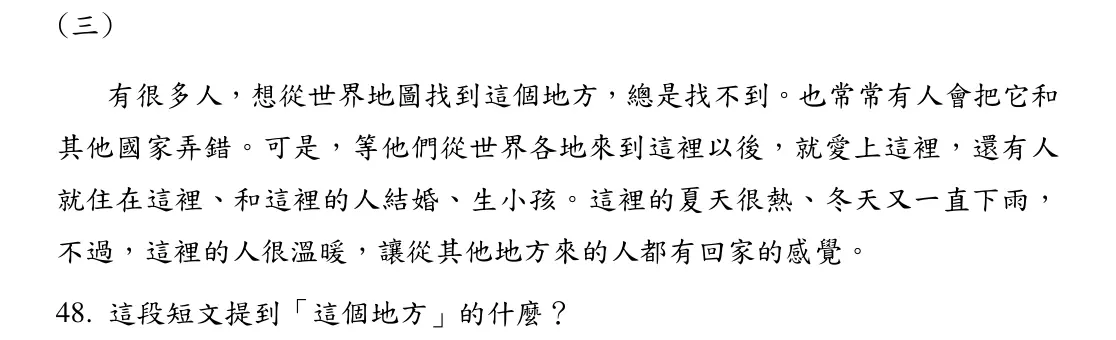 （三）
有很多人，想從世界地圖找到這個地方，總是找不到。也常常有人會把它和
其他國家弄錯。可是，等他們從世界各地來到這裡以後，就愛上這裡，還有人
就住在這裡、和這裡的人結婚、生小孩。這裡的夏天很熱、冬天又一直下雨，
不過，這裡的人很溫暖，讓從其他地方來的人都有回家的感覺。
48. 這段短文提到「這個地方」的什麼？